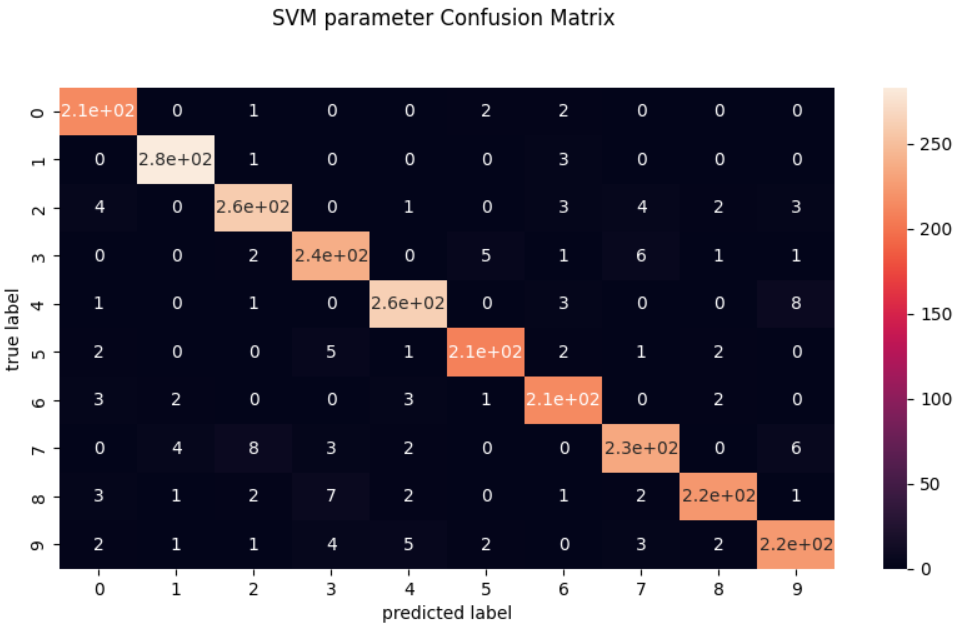 SVM parameter Confusion Matrix
0 2.1e+02 0 1 0 0 2 2 0 0 0
1 0 2.8e+02 1 0 0 0 3 0 0 0
2 4 0 2.6e+02 0 1 0 3 4 2 3
3 0 0 2 2.4e+02 0 5 1 6 1 1
4 1 0 1 0 2.6e+02 0 3 0 0 8
5 2 0 0 5 1 2.1e+02 2 1 2 0
6 3 2 0 0 3 1 2.1e+02 0 2 0
7 0 4 8 3 2 0 0 2.3e+02 0 6
8 3 1 2 7 2 0 1 2 2.2e+02 1
9 2 1 1 4 5 2 0 3 2 2.2e+02
0 1 2 3 4 5 6 7 8 9
predicted label
true label
250
200
150
100
50
0